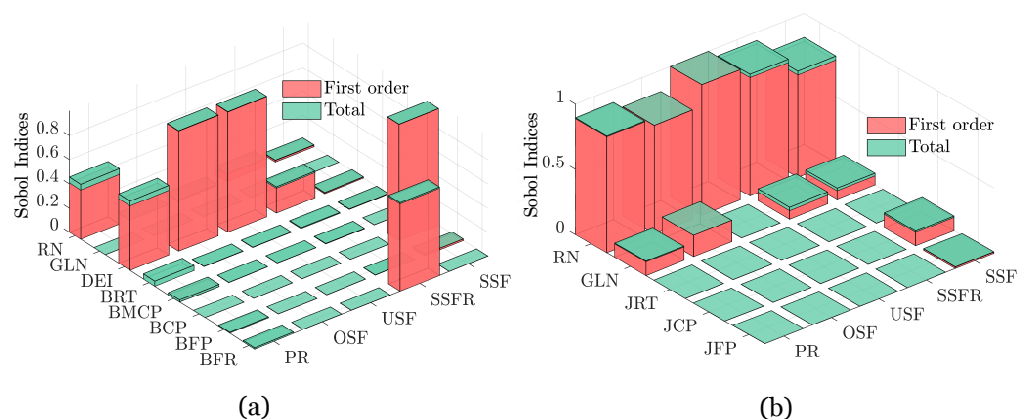 First order
Total
0.8
0.6
0.4
0.2
0
Sobol Indices
RN
GLN
DEI
BRT
BMCP
BCP
BFP
BFR
PR
OSF
USF
SSFR
SSF
(a)
1
0.5
0
Sobol Indices
First order
Total
RN
GLN
JRT
JCP
JFP
PR
OSF
USF
SSFR
SSF
(b)